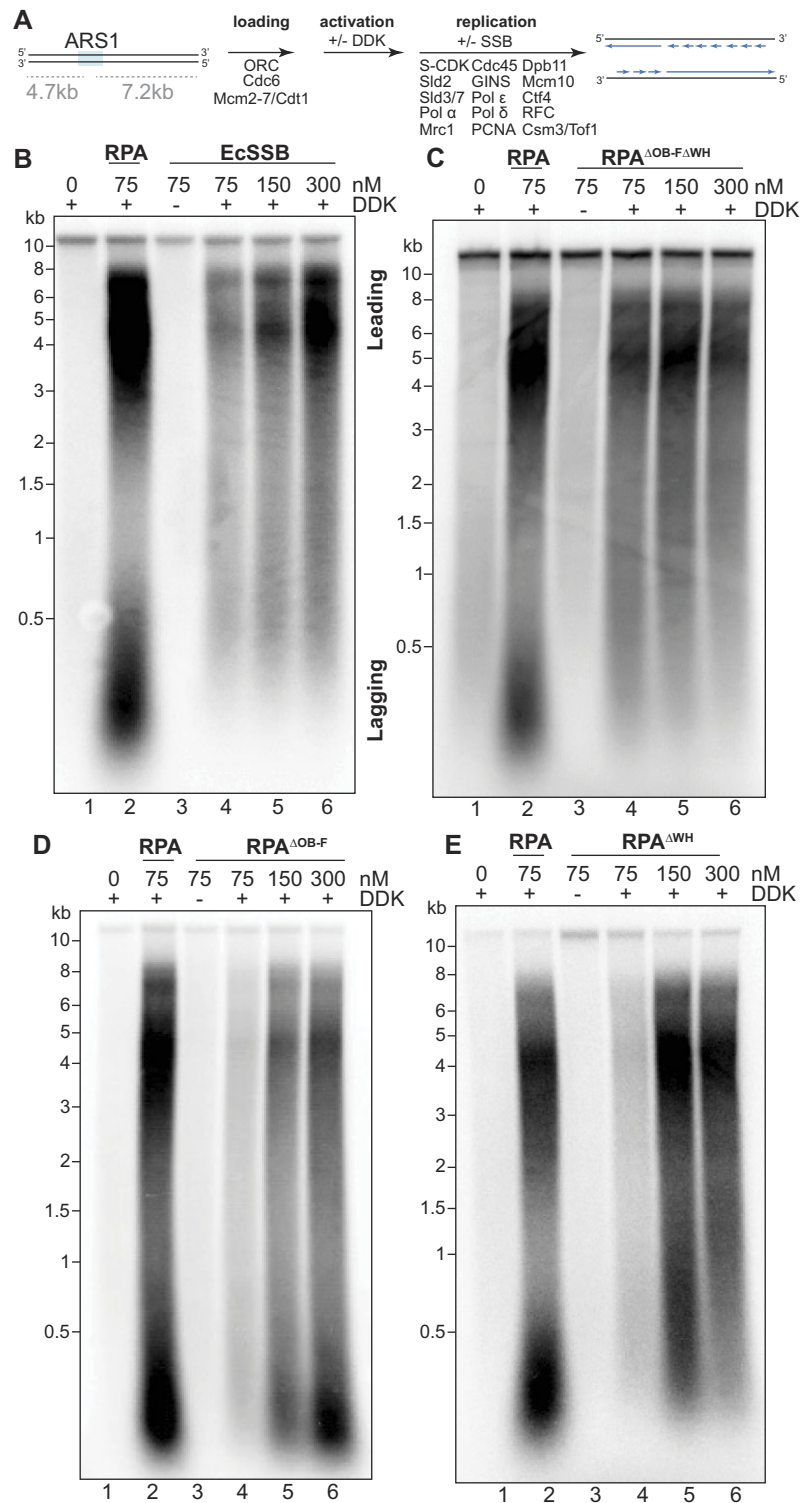 A
ARS1
5' 3'
3' 5'
4.7kb 7.2kb
loading
ORC
Cdc6
Mcm2-7/Cdt1
activation
+/- DDK
replication
+/- SSB
S-CDK Cdc45 Dpb11
Sld2 GINS Mcm10
Sld3/7 Pol ε Ctf4
Pol α Pol δ RFC
Mrc1 PCNA Csm3/Tof1
5' 3'
3' 5'
B
RPA EcSSB
0 75 75 75 150 300 nM
+ + - + + + DDK
kb
10
8
6
5
4
3
2
1.5
1
0.5
1 2 3 4 5 6
Leading
Lagging
C
RPA RPAΔOB-FΔWH
0 75 75 75 150 300 nM
+ + - + + + DDK
kb
10
8
6
5
4
3
2
1.5
1
0.5
1 2 3 4 5 6
D
RPA RPAΔOB-F
0 75 75 75 150 300 nM
+ + - + + + DDK
kb
10
8
6
5
4
3
2
1.5
1
0.5
1 2 3 4 5 6
E
RPA RPAΔWH
0 75 75 75 150 300 nM
+ + - + + + DDK
kb
10
8
6
5
4
3
2
1.5
1
0.5
1 2 3 4 5 6